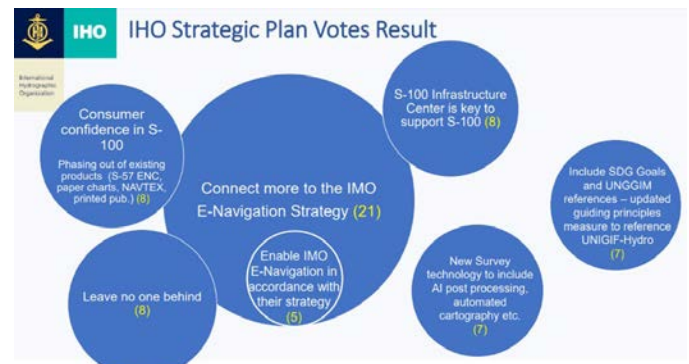 IHO
IHO Strategic Plan Votes Result
International
Hydrographic
Organization
Consumer
confidence in S-
100
Phasing out of existing
products (S-57 ENC,
paper charts, NAVTEX,
printed pub.) (8)
S-100 Infrastructure
Center is key to
support S-100 (8)
Connect more to the IMO
E-Navigation Strategy (21)
Include SDG Goals
and UNGGIM
references – updated
guiding principles
measure to reference
UNIGIF-Hydro
(7)
Enable IMO
E-Navigation in
accordance with
their strategy
(5)
New Survey
technology to include
AI post processing,
automated
cartography etc.
(7)
Leave no one behind
(8)